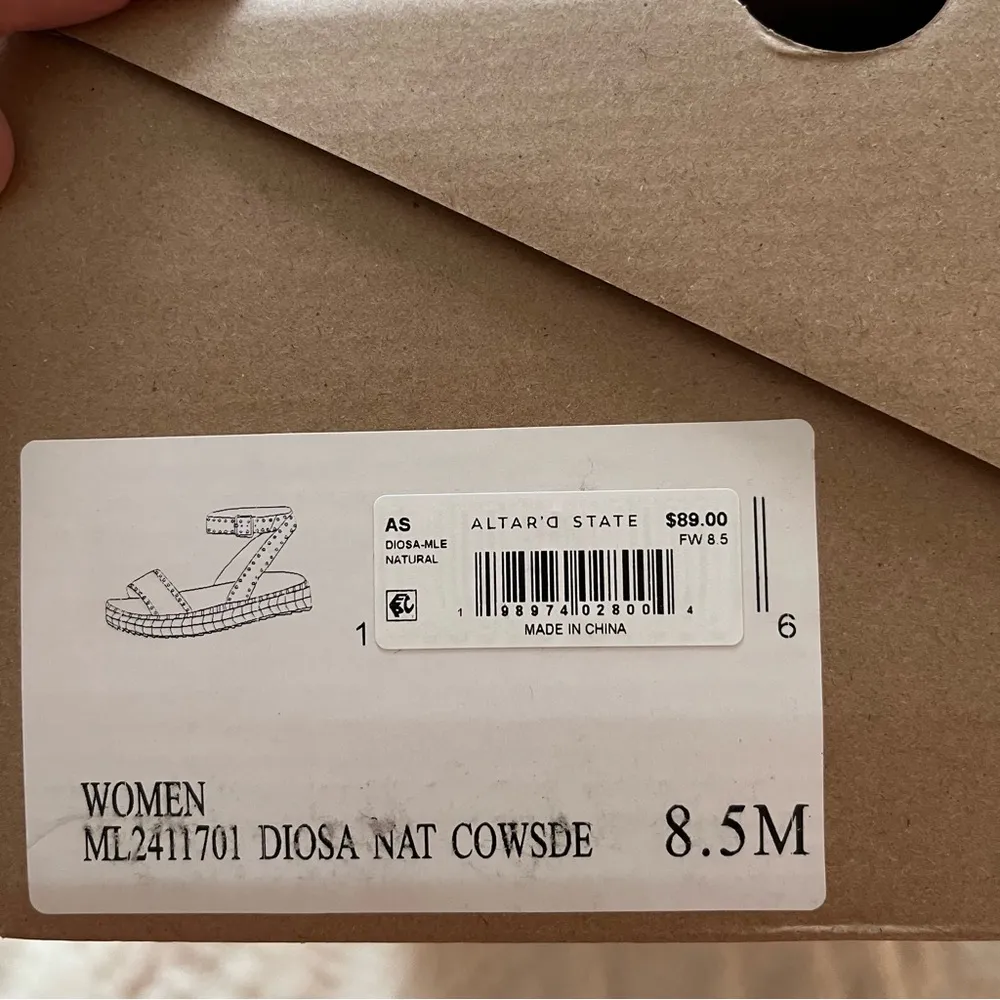 AS ALTAR'D STATE $89.00
DIOSA-MLE FW 8.5
NATURAL
1 98974 02800 4
MADE IN CHINA
1 6
WOMEN
ML2411701 DIOSA NAT COWSDE 8.5M